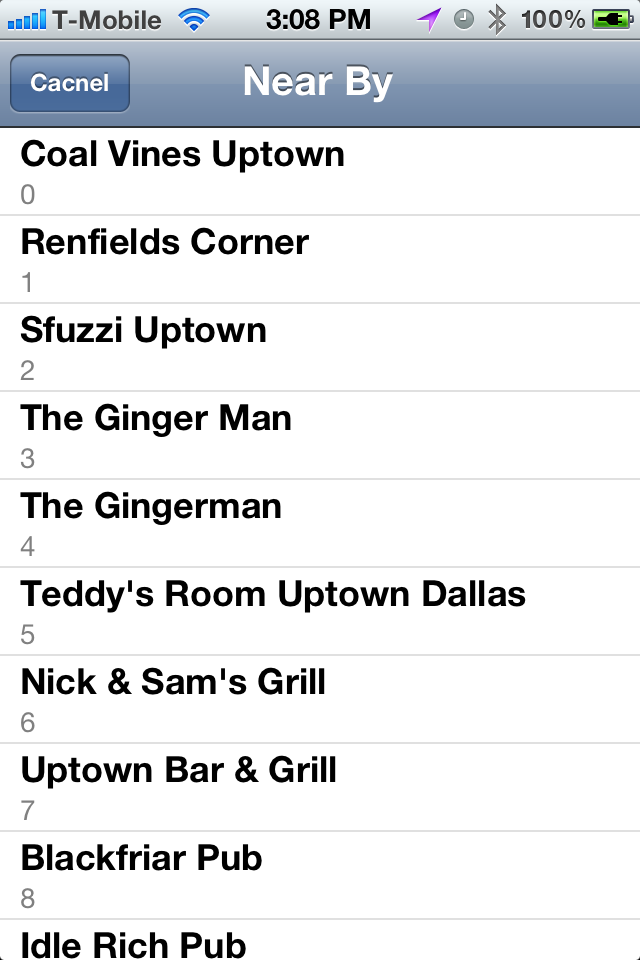 T-Mobile 3:08 PM 100%
Cacnel Near By
Coal Vines Uptown
0
Renfields Corner
1
Sfuzzi Uptown
2
The Ginger Man
3
The Gingerman
4
Teddy's Room Uptown Dallas
5
Nick & Sam's Grill
6
Uptown Bar & Grill
7
Blackfriar Pub
8
Idle Rich Pub